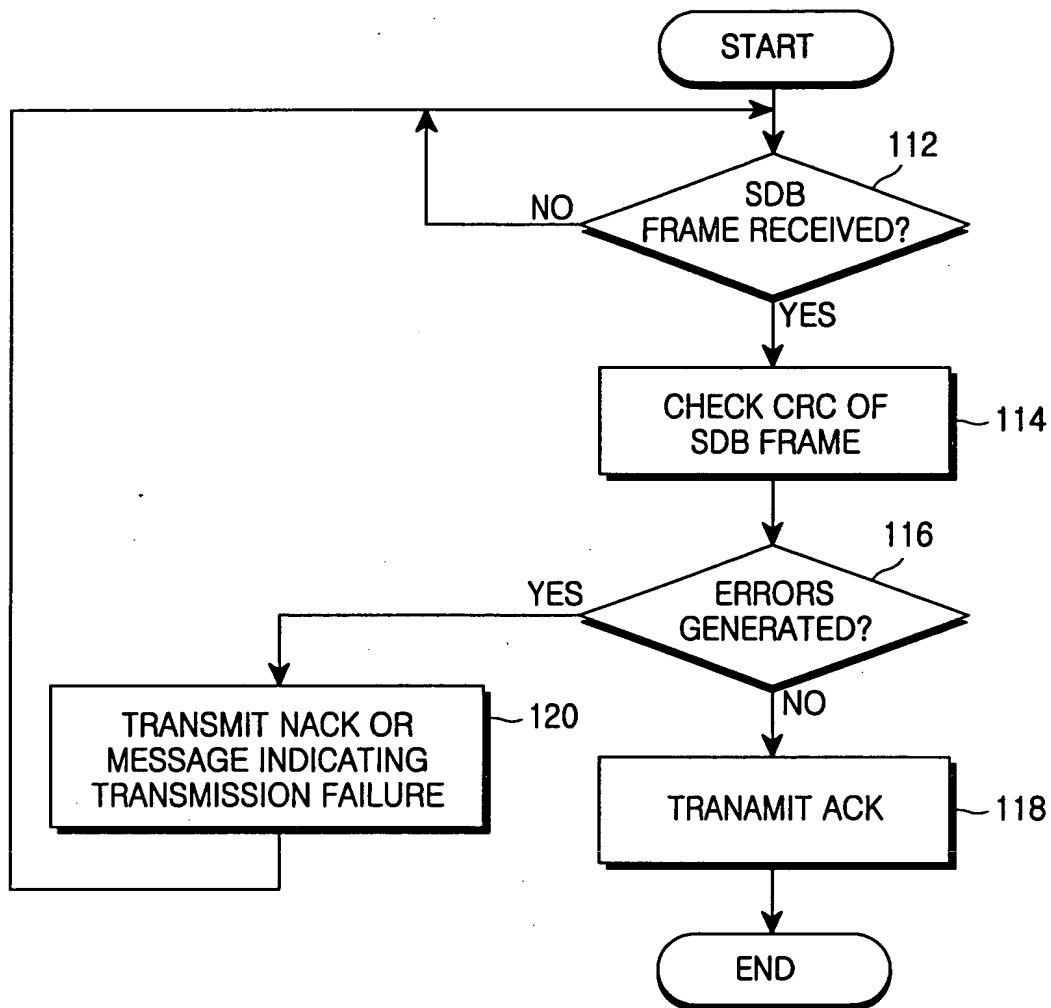 START
112
SDB
FRAME RECEIVED?
NO
YES
CHECK CRC OF
SDB FRAME
114
116
ERRORS
GENERATED?
YES
NO
TRANSMIT NACK OR
MESSAGE INDICATING
TRANSMISSION FAILURE
120
TRANAMIT ACK
118
END